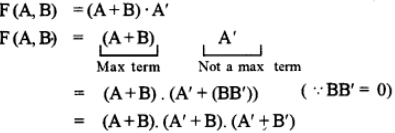 F (A, B) = (A + B) · A′
F (A, B) = (A + B) A′
Max term Not a max term
= (A + B) . (A′ + (BB′)) ( ∵ BB′ = 0)
= (A + B). (A′ + B). (A′ + B′)